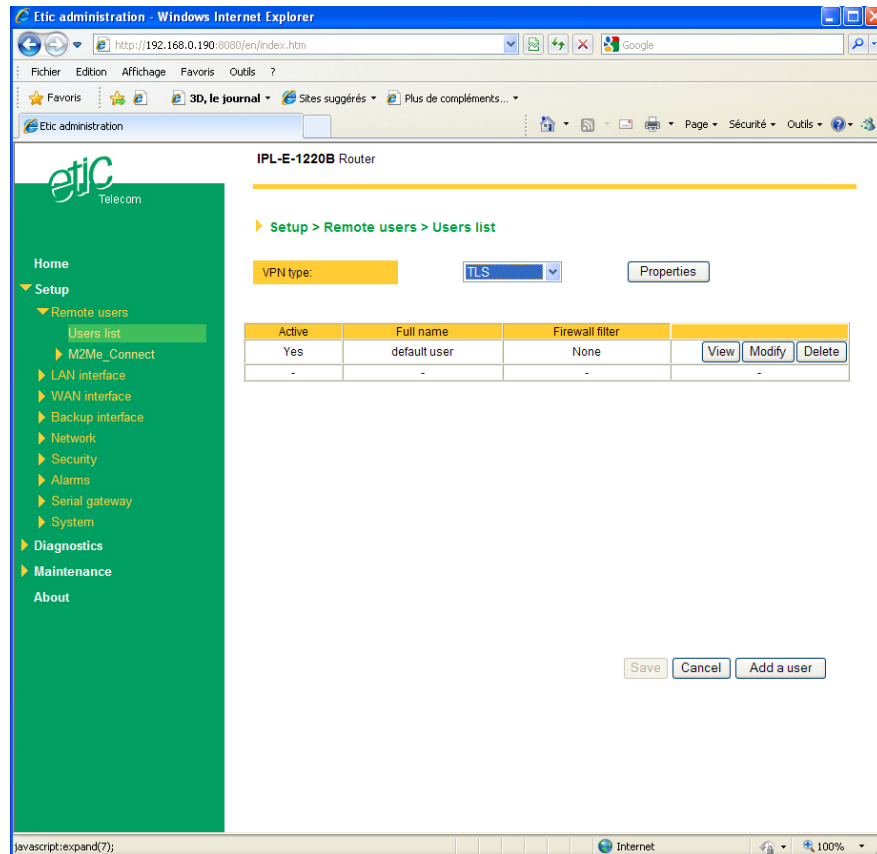 Etic administration - Windows Internet Explorer
http://192.168.0.190:8080/en/index.htm
Google
Fichier Edition Affichage Favoris Outils ?
Favoris 3D, le journal Sites suggérés Plus de compléments...
Etic administration
Page Sécurité Outils
etic
Telecom
IPL-E-1220B Router
Setup > Remote users > Users list
Home
Setup
Remote users
Users list
M2Me_Connect
LAN interface
WAN interface
Backup interface
Network
Security
Alarms
Serial gateway
System
Diagnostics
Maintenance
About
VPN type: TLS Properties
Active Full name Firewall filter
Yes default user None View Modify Delete
- - - -
Save Cancel Add a user
javascript:expand(7); Internet 100%